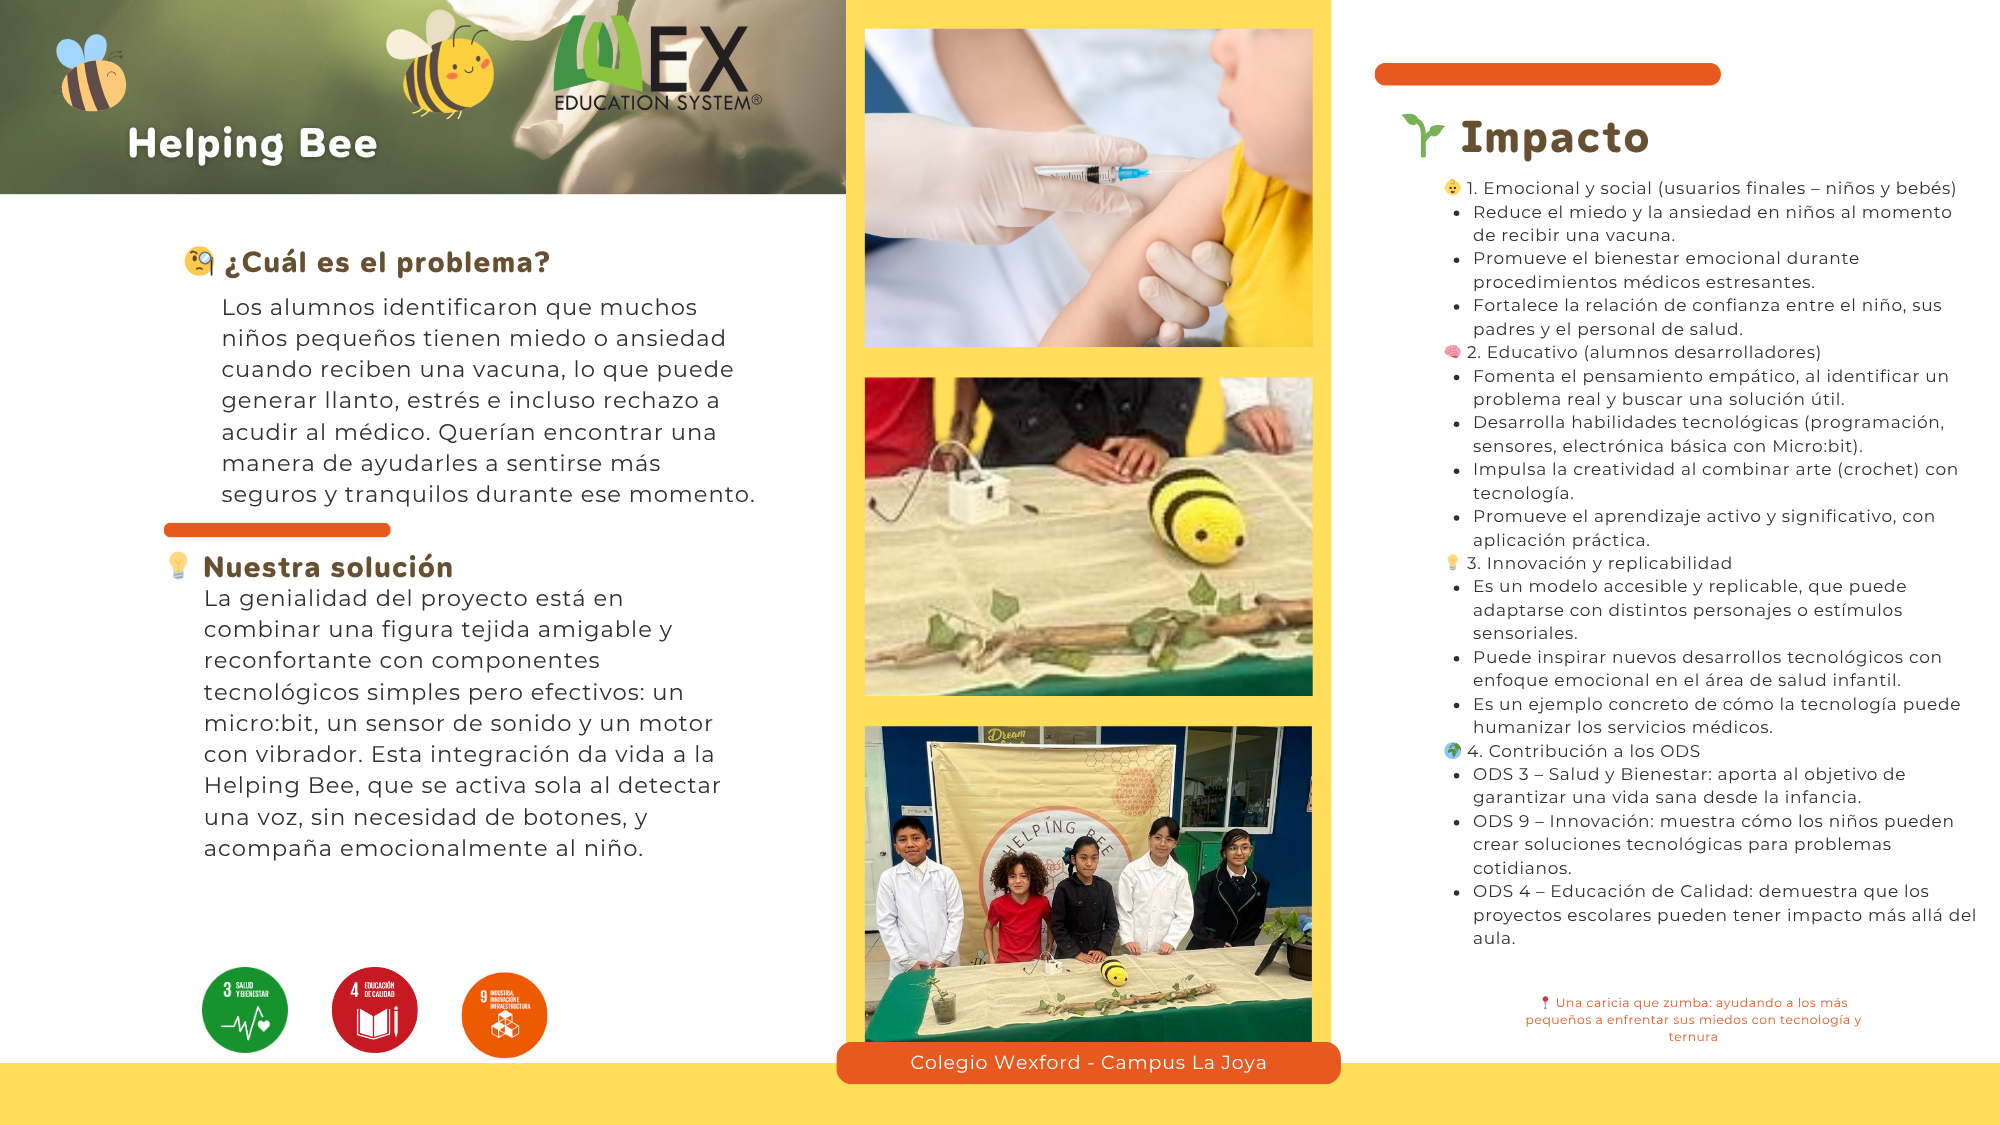 WEX
EDUCATION SYSTEM®
Helping Bee
¿Cuál es el problema?
Los alumnos identificaron que muchos
niños pequeños tienen miedo o ansiedad
cuando reciben una vacuna, lo que puede
generar llanto, estrés e incluso rechazo a
acudir al médico. Querían encontrar una
manera de ayudarles a sentirse más
seguros y tranquilos durante ese momento.
Nuestra solución
La genialidad del proyecto está en
combinar una figura tejida amigable y
reconfortante con componentes
tecnológicos simples pero efectivos: un
micro:bit, un sensor de sonido y un motor
con vibrador. Esta integración da vida a la
Helping Bee, que se activa sola al detectar
una voz, sin necesidad de botones, y
acompaña emocionalmente al niño.
3 SALUD
Y BIENESTAR
4 EDUCACIÓN
DE CALIDAD
9 INDUSTRIA,
INNOVACIÓN E
INFRAESTRUCTURA
Dream
HELPING BEE
Colegio Wexford - Campus La Joya
Impacto
1. Emocional y social (usuarios finales – niños y bebés)
• Reduce el miedo y la ansiedad en niños al momento
de recibir una vacuna.
• Promueve el bienestar emocional durante
procedimientos médicos estresantes.
• Fortalece la relación de confianza entre el niño, sus
padres y el personal de salud.
2. Educativo (alumnos desarrolladores)
• Fomenta el pensamiento empático, al identificar un
problema real y buscar una solución útil.
• Desarrolla habilidades tecnológicas (programación,
sensores, electrónica básica con Micro:bit).
• Impulsa la creatividad al combinar arte (crochet) con
tecnología.
• Promueve el aprendizaje activo y significativo, con
aplicación práctica.
3. Innovación y replicabilidad
• Es un modelo accesible y replicable, que puede
adaptarse con distintos personajes o estímulos
sensoriales.
• Puede inspirar nuevos desarrollos tecnológicos con
enfoque emocional en el área de salud infantil.
• Es un ejemplo concreto de cómo la tecnología puede
humanizar los servicios médicos.
4. Contribución a los ODS
• ODS 3 – Salud y Bienestar: aporta al objetivo de
garantizar una vida sana desde la infancia.
• ODS 9 – Innovación: muestra cómo los niños pueden
crear soluciones tecnológicas para problemas
cotidianos.
• ODS 4 – Educación de Calidad: demuestra que los
proyectos escolares pueden tener impacto más allá del
aula.
Una caricia que zumba: ayudando a los más
pequeños a enfrentar sus miedos con tecnología y
ternura